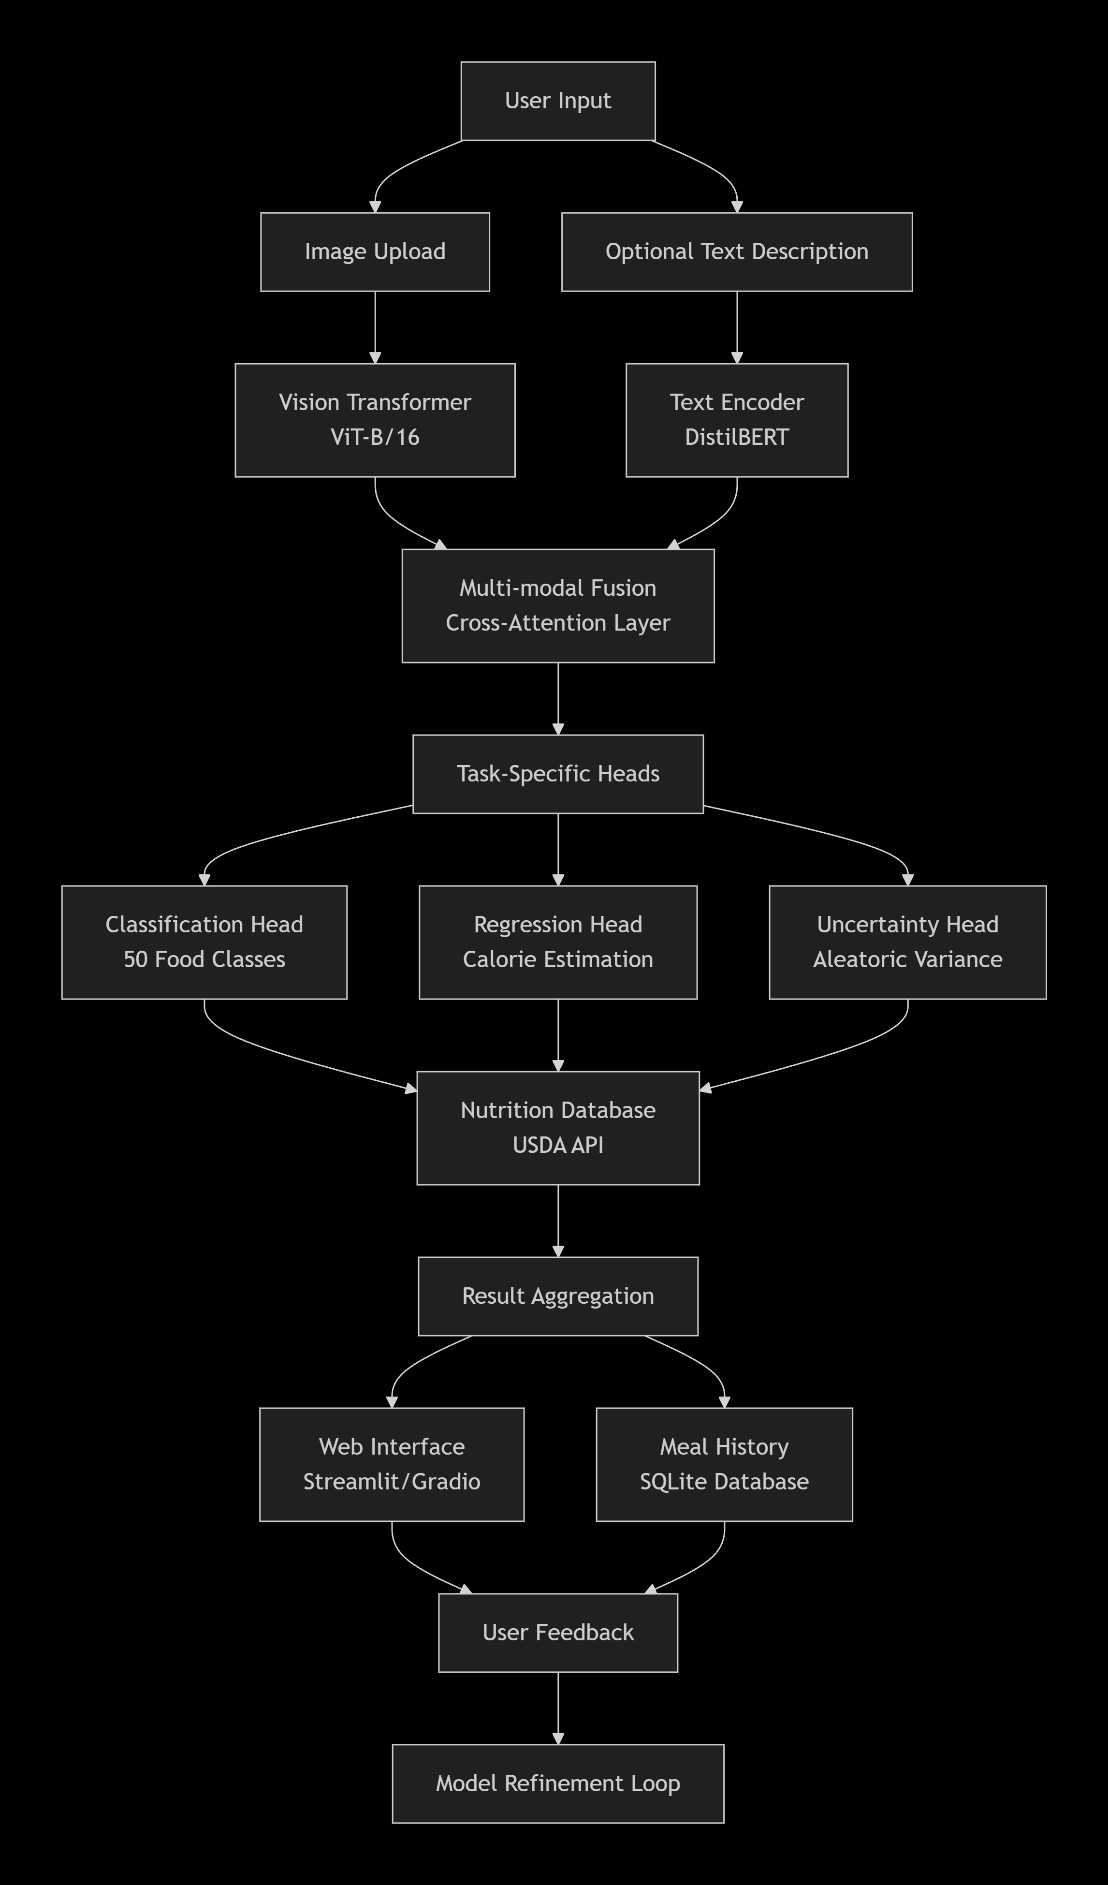 User Input
Image Upload
Optional Text Description
Vision Transformer
ViT-B/16
Text Encoder
DistilBERT
Multi-modal Fusion
Cross-Attention Layer
Task-Specific Heads
Classification Head
50 Food Classes
Regression Head
Calorie Estimation
Uncertainty Head
Aleatoric Variance
Nutrition Database
USDA API
Result Aggregation
Web Interface
Streamlit/Gradio
Meal History
SQLite Database
User Feedback
Model Refinement Loop